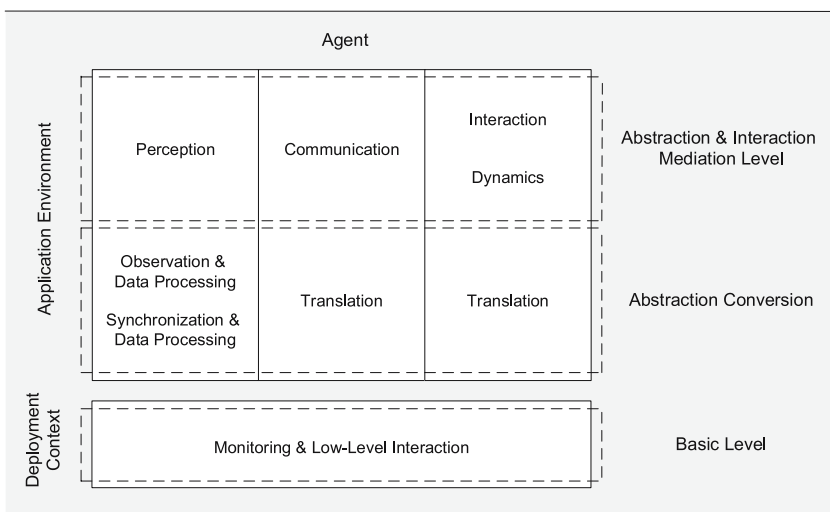 Agent
Application Environment
Perception
Communication
Interaction
Dynamics
Abstraction & Interaction
Mediation Level
Observation &
Data Processing
Synchronization &
Data Processing
Translation
Translation
Abstraction Conversion
Deployment
Context
Monitoring & Low-Level Interaction
Basic Level